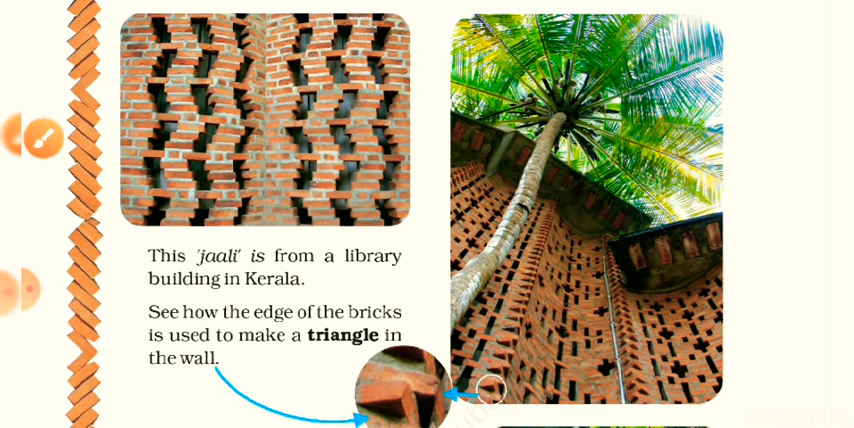 This 'jaali' is from a library
building in Kerala.
See how the edge of the bricks
is used to make a triangle in
the wall.